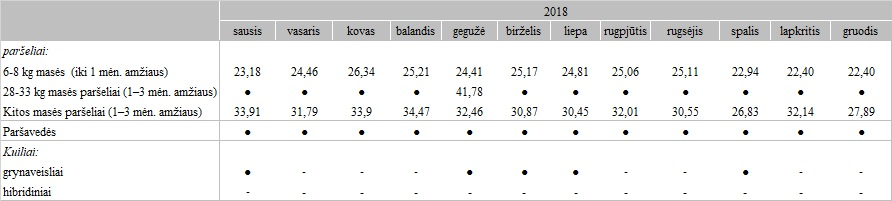 2018
sausis vasaris kovas balandis gegužė birželis liepa rugpjūtis rugsėjis spalis lapkritis gruodis
paršeliai:
6-8 kg masės (iki 1 mėn. amžiaus) 23,18 24,46 26,34 25,21 24,41 25,17 24,81 25,06 25,11 22,94 22,40 22,40
28-33 kg masės paršeliai (1–3 mėn. amžiaus) ● ● ● ● 41,78 ● ● ● ● ● ● ●
Kitos masės paršeliai (1–3 mėn. amžiaus) 33,91 31,79 33,9 34,47 32,46 30,87 30,45 32,01 30,55 26,83 32,14 27,89
Paršavedės ● ● ● ● ● ● ● ● ● ● ● ●
Kuiliai:
grynaveisliai ● - - - ● ● ● - - ● - -
hibridiniai - - - - - - - - - - - -